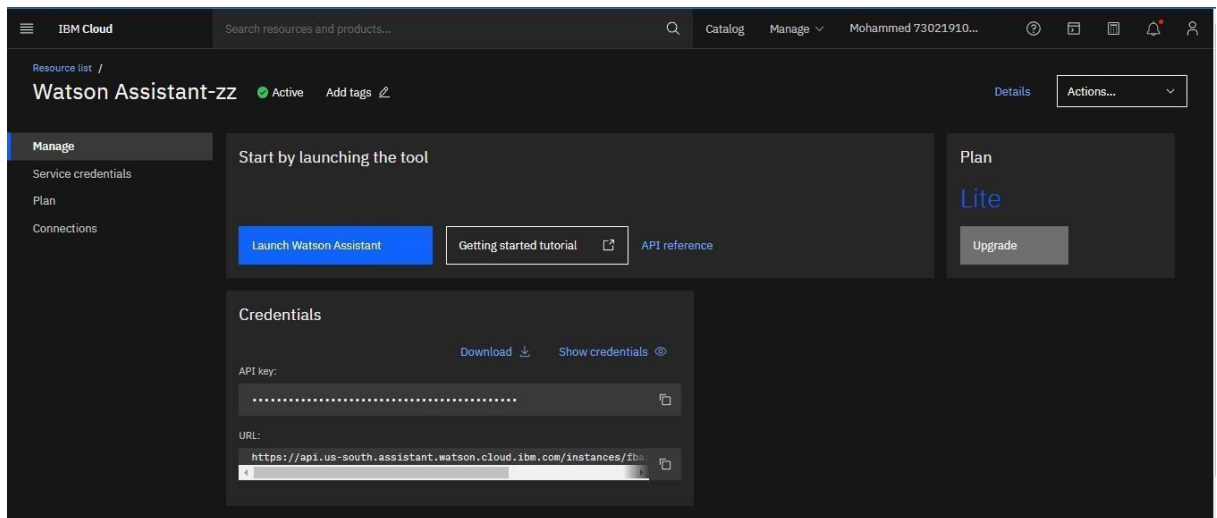 IBM Cloud Search resources and products... Catalog Manage Mohammed 73021910...
Resource list /
Watson Assistant-zz Active Add tags Details Actions...
Manage
Service credentials
Plan
Connections
Start by launching the tool
Launch Watson Assistant Getting started tutorial API reference
Plan
Lite
Upgrade
Credentials
Download Show credentials
API key:
••••••••••••••••••••••••••••••••••••••••••••
URL:
https://api.us-south.assistant.watson.cloud.ibm.com/instances/fba